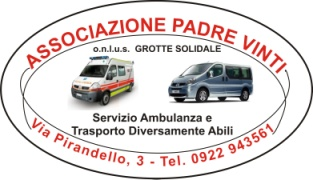 ASSOCIAZIONE PADRE VINTI
o.n.l.u.s. GROTTE SOLIDALE
Servizio Ambulanza e
Trasporto Diversamente Abili
Via Pirandello, 3 - Tel. 0922 943561